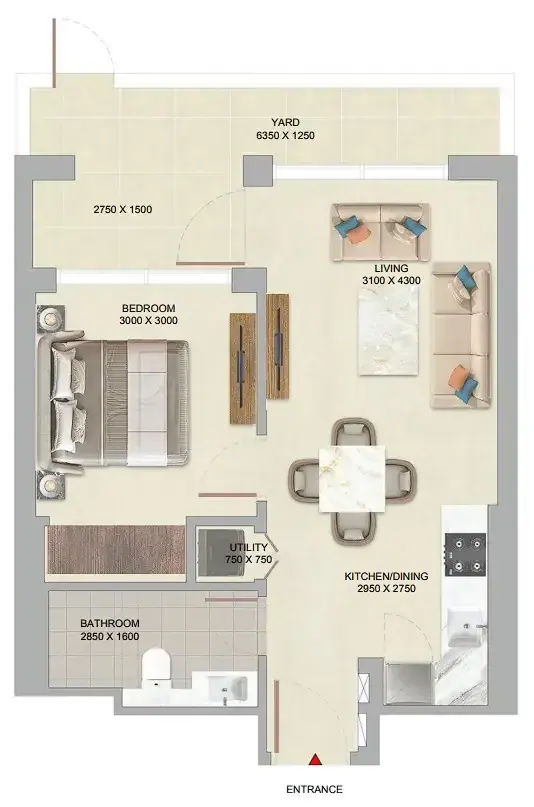 YARD
6350 X 1250
2750 X 1500
LIVING
3100 X 4300
BEDROOM
3000 X 3000
UTILITY
750 X 750
KITCHEN/DINING
2950 X 2750
BATHROOM
2850 X 1600
ENTRANCE